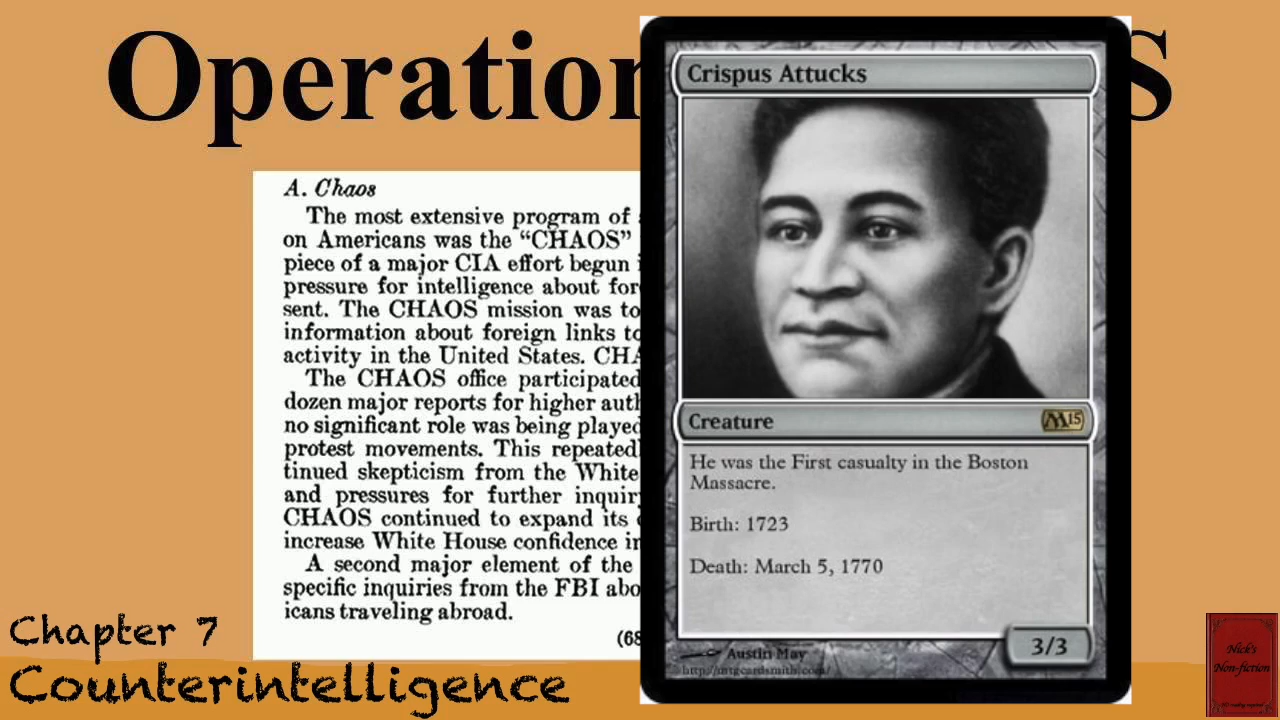 Operation S
A. Chaos
The most extensive program of
on Americans was the "CHAOS"
piece of a major CIA effort begun
pressure for intelligence about for
sent. The CHAOS mission was to
information about foreign links to
activity in the United States. CHA
The CHAOS office participated
dozen major reports for higher auth
no significant role was being played
protest movements. This repeatedl
tinued skepticism from the White
and pressures for further inquir
CHAOS continued to expand its
increase White House confidence in
A second major element of the
specific inquiries from the FBI abo
icans traveling abroad.
(68
Crispus Attucks
Creature
M15
He was the First casualty in the Boston
Massacre.
Birth: 1723
Death: March 5, 1770
3/3
Austin May
http://mtgcardsmith.com/
Chapter 7
Counterintelligence
Nick's
Non-fiction